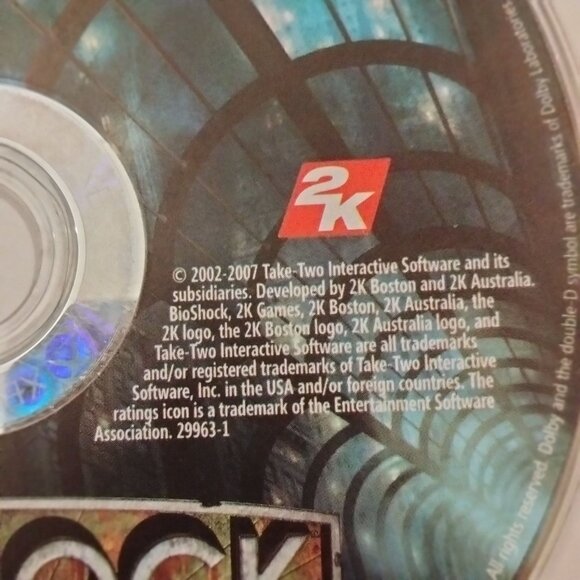 2K
© 2002-2007 Take-Two Interactive Software and its
subsidiaries. Developed by 2K Boston and 2K Australia.
BioShock, 2K Games, 2K Boston, 2K Australia, the
2K logo, the 2K Boston logo, 2K Australia logo, and
Take-Two Interactive Software are all trademarks
and/or registered trademarks of Take-Two Interactive
Software, Inc. in the USA and/or foreign countries. The
ratings icon is a trademark of the Entertainment Software
Association. 29963-1
OCK
All rights reserved. Dolby and the double D symbol are trademarks of Dolby Laboratories.